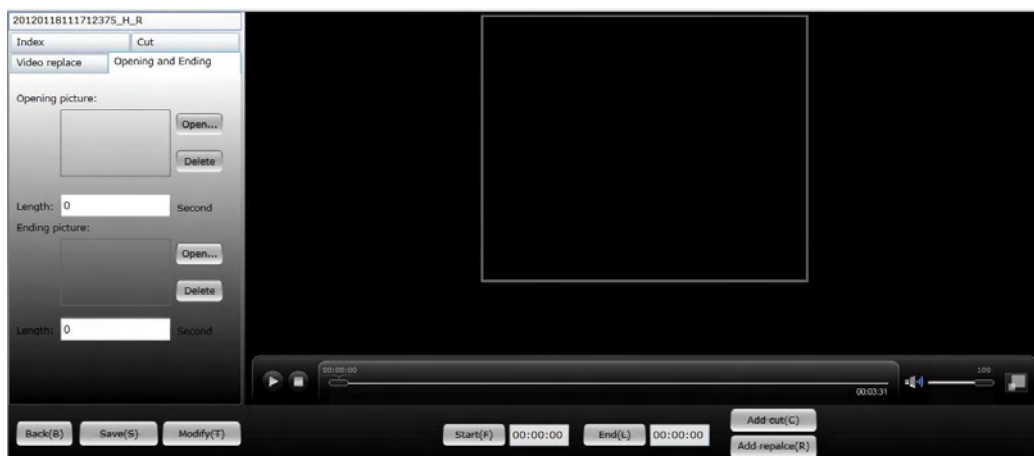 20120118111712375_H_R
Index Cut
Video replace Opening and Ending
Opening picture:
Open...
Delete
Length: 0 Second
Ending picture:
Open...
Delete
Length: 0 Second
00:00:00
00:03:31
100
Back(B) Save(S) Modify(T)
Start(F) 00:00:00 End(L) 00:00:00
Add cut(C)
Add repalce(R)